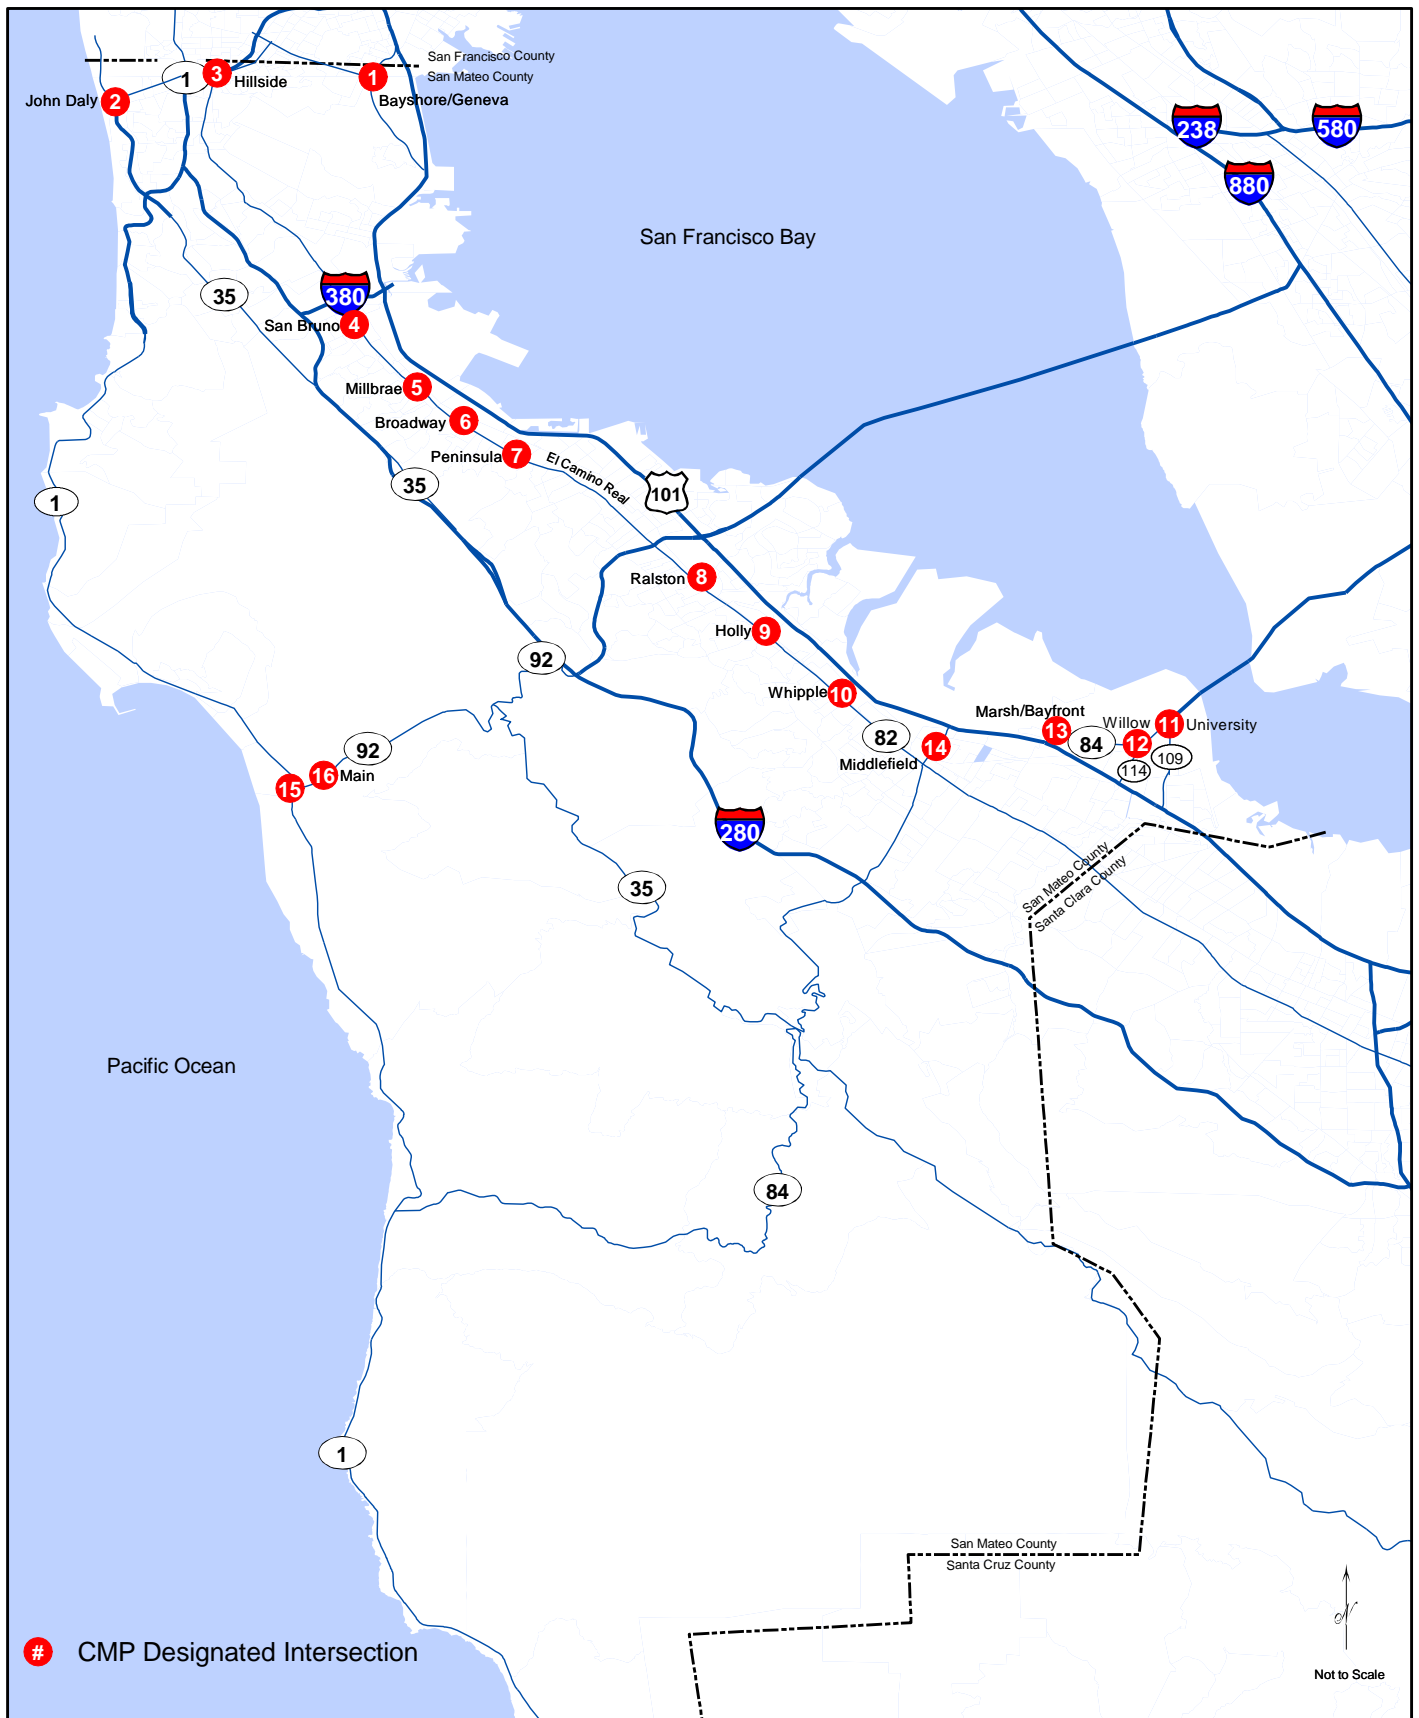 San Francisco County
San Mateo County
1
3
Hillside
1
Bayshore/Geneva
John Daly
2
238
580
880
San Francisco Bay
35
380
San Bruno
4
Millbrae
5
Broadway
6
Peninsula
7
El Camino Real
35
101
1
Ralston
8
Holly
9
92
Whipple
10
Marsh/Bayfront
13
84
Willow
12
11
University
114
109
82
14
Middlefield
92
16
Main
15
280
San Mateo County
Santa Clara County
35
Pacific Ocean
84
1
San Mateo County
Santa Cruz County
N
Not to Scale
# CMP Designated Intersection